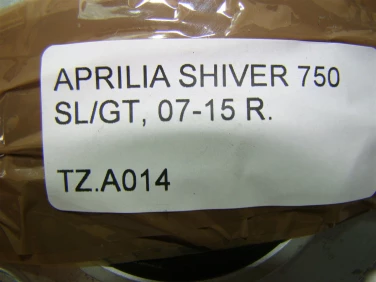 APRILIA SHIVER 750
SL/GT, 07-15 R.
TZ.A014